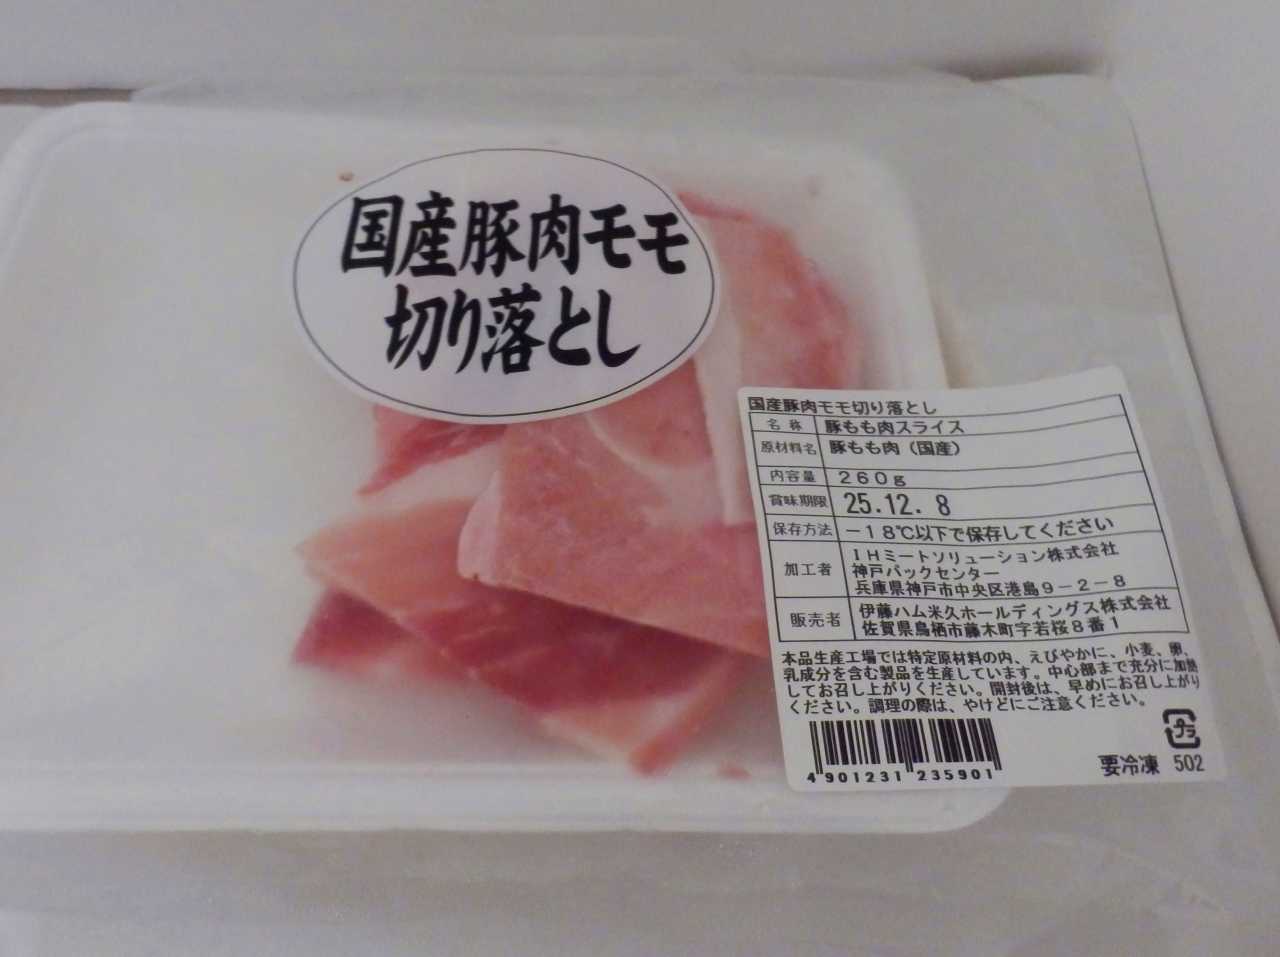 国産豚肉モモ
切り落とし
国産豚肉モモ切り落とし
名称 豚もも肉スライス
原材料名 豚もも肉（国産）
内容量 260g
賞味期限 25.12. 8
保存方法 -18℃以下で保存してください
加工者 IHミートソリューション株式会社
神戸パックセンター
兵庫県神戸市中央区港島9-2-8
販売者 伊藤ハム米久ホールディングス株式会社
佐賀県鳥栖市藤木町字若桜8番1
本品生産工場では特定原材料の内、えびやかに、小麦、卵、
乳成分を含む製品を生産しています。中心部まで充分に加熱
してお召し上がりください。開封後は、早めにお召し上がり
ください。調理の際は、やけどにご注意ください。
プラ
4 901231 235901
要冷凍 502